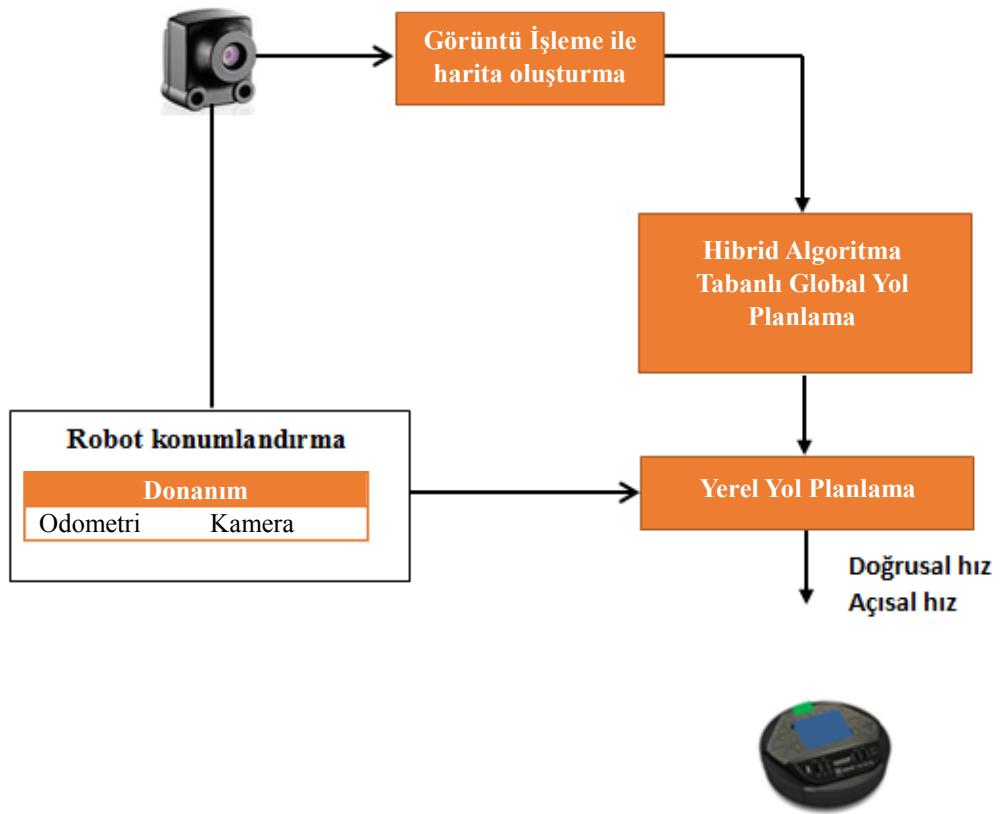 Görüntü İşleme ile
harita oluşturma
Hibrid Algoritma
Tabanlı Global Yol
Planlama
Robot konumlandırma
Donanım
Odometri Kamera
Yerel Yol Planlama
Doğrusal hız
Açısal hız